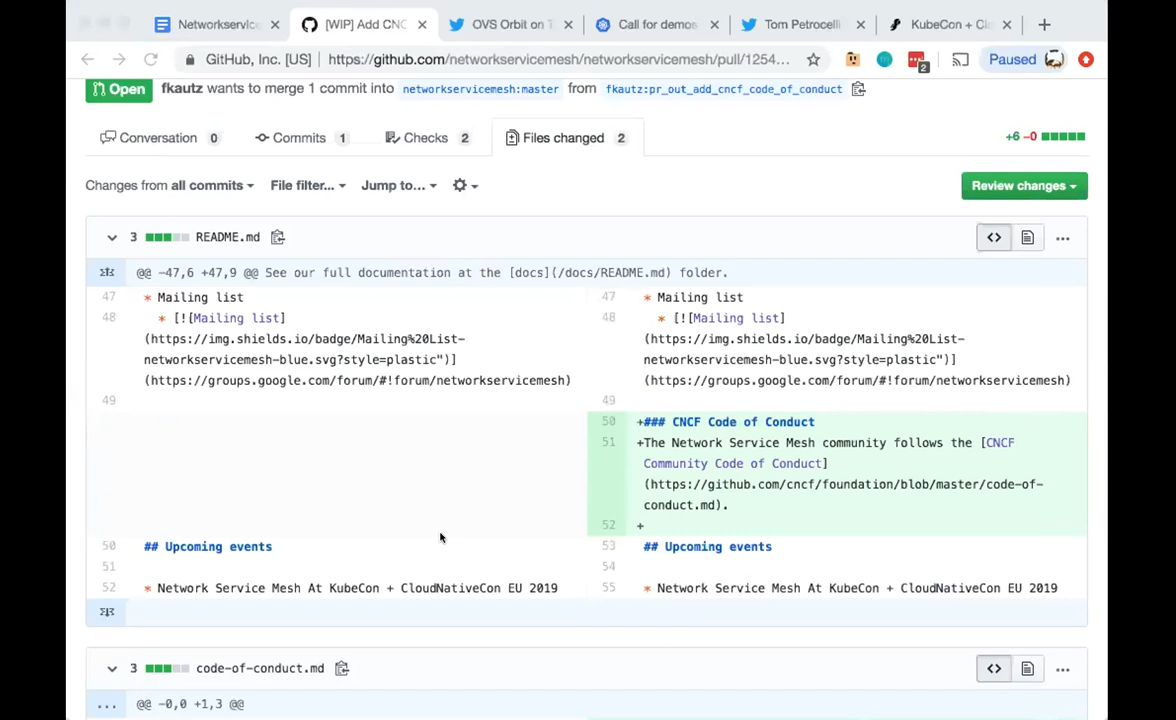 Networkservice
[WIP] Add CNC
OVS Orbit on T
Call for demos
Tom Petrocelli
KubeCon + Cl
GitHub, Inc. [US]
https://github.com/networkservicemesh/networkservicemesh/pull/1254...
2
Paused
Open
fkautz wants to merge 1 commit into networkservicemesh:master from fkautz:pr_out_add_cncf_code_of_conduct
Conversation 0
Commits 1
Checks 2
Files changed 2
+6 −0
Changes from all commits
File filter...
Jump to...
Review changes
3 README.md
@@ −47,6 +47,9 @@ See our full documentation at the [docs](/docs/README.md) folder.
47 * Mailing list
48 * [![Mailing list]
(https://img.shields.io/badge/Mailing%20List-
networkservicemesh-blue.svg?style=plastic")]
(https://groups.google.com/forum/#!forum/networkservicemesh)
49
50 ## Upcoming events
51
52 * Network Service Mesh At KubeCon + CloudNativeCon EU 2019
47 * Mailing list
48 * [![Mailing list]
(https://img.shields.io/badge/Mailing%20List-
networkservicemesh-blue.svg?style=plastic")]
(https://groups.google.com/forum/#!forum/networkservicemesh)
49
50 +### CNCF Code of Conduct
51 +The Network Service Mesh community follows the [CNCF
Community Code of Conduct]
(https://github.com/cncf/foundation/blob/master/code-of-
conduct.md).
52 +
53 ## Upcoming events
54
55 * Network Service Mesh At KubeCon + CloudNativeCon EU 2019
3 code-of-conduct.md
... @@ −0,0 +1,3 @@